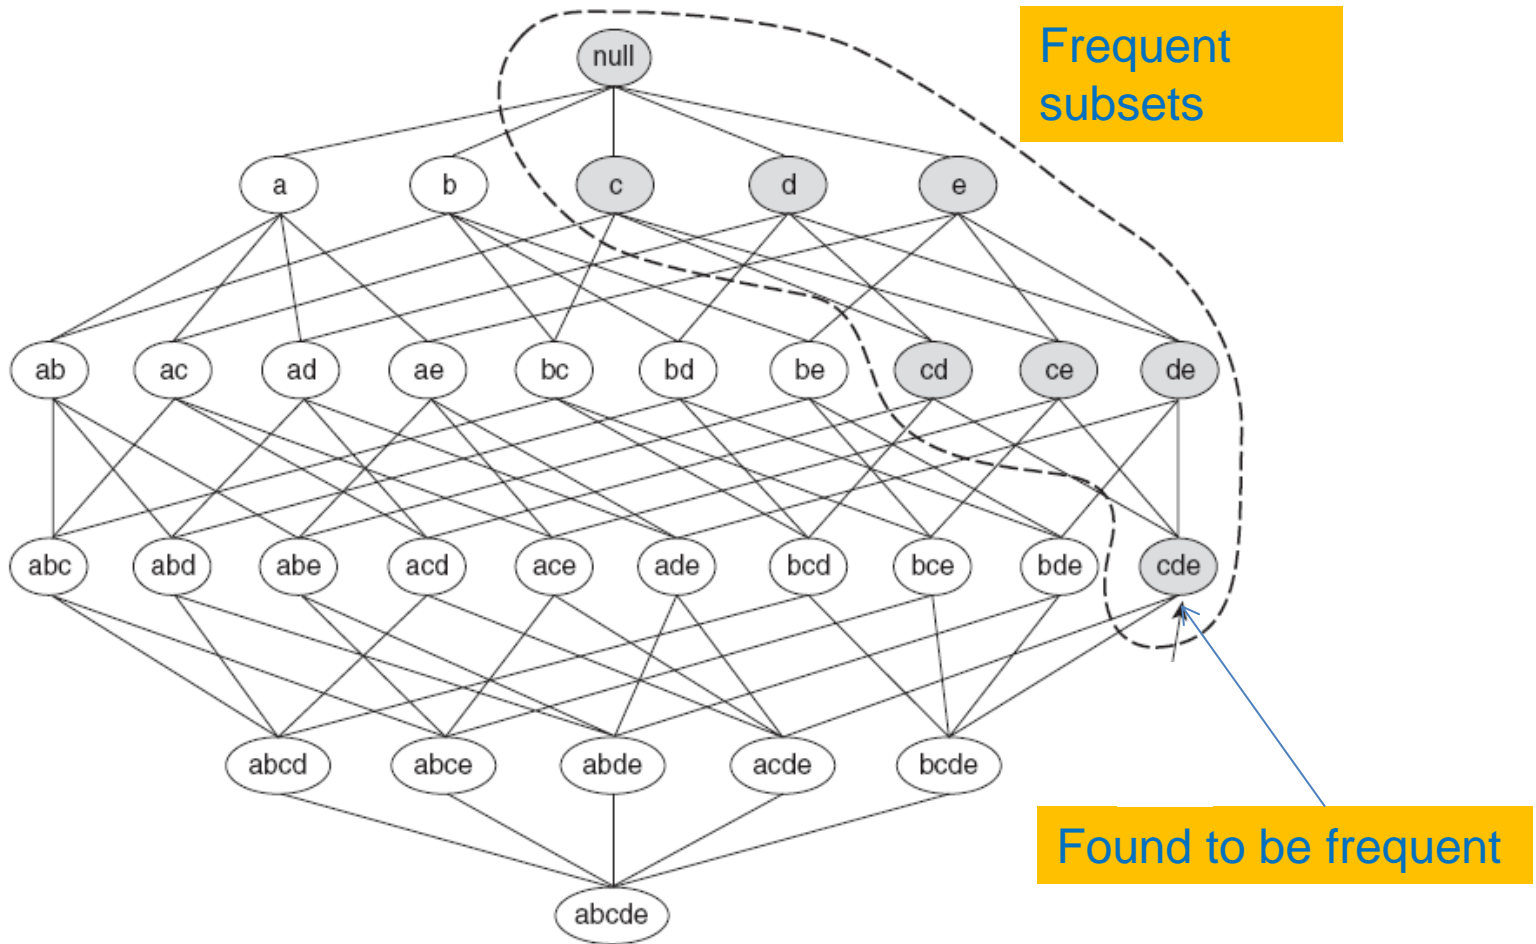 Frequent
subsets
null
a b c d e
ab ac ad ae bc bd be cd ce de
abc abd abe acd ace ade bcd bce bde cde
abcd abce abde acde bcde
Found to be frequent
abcde